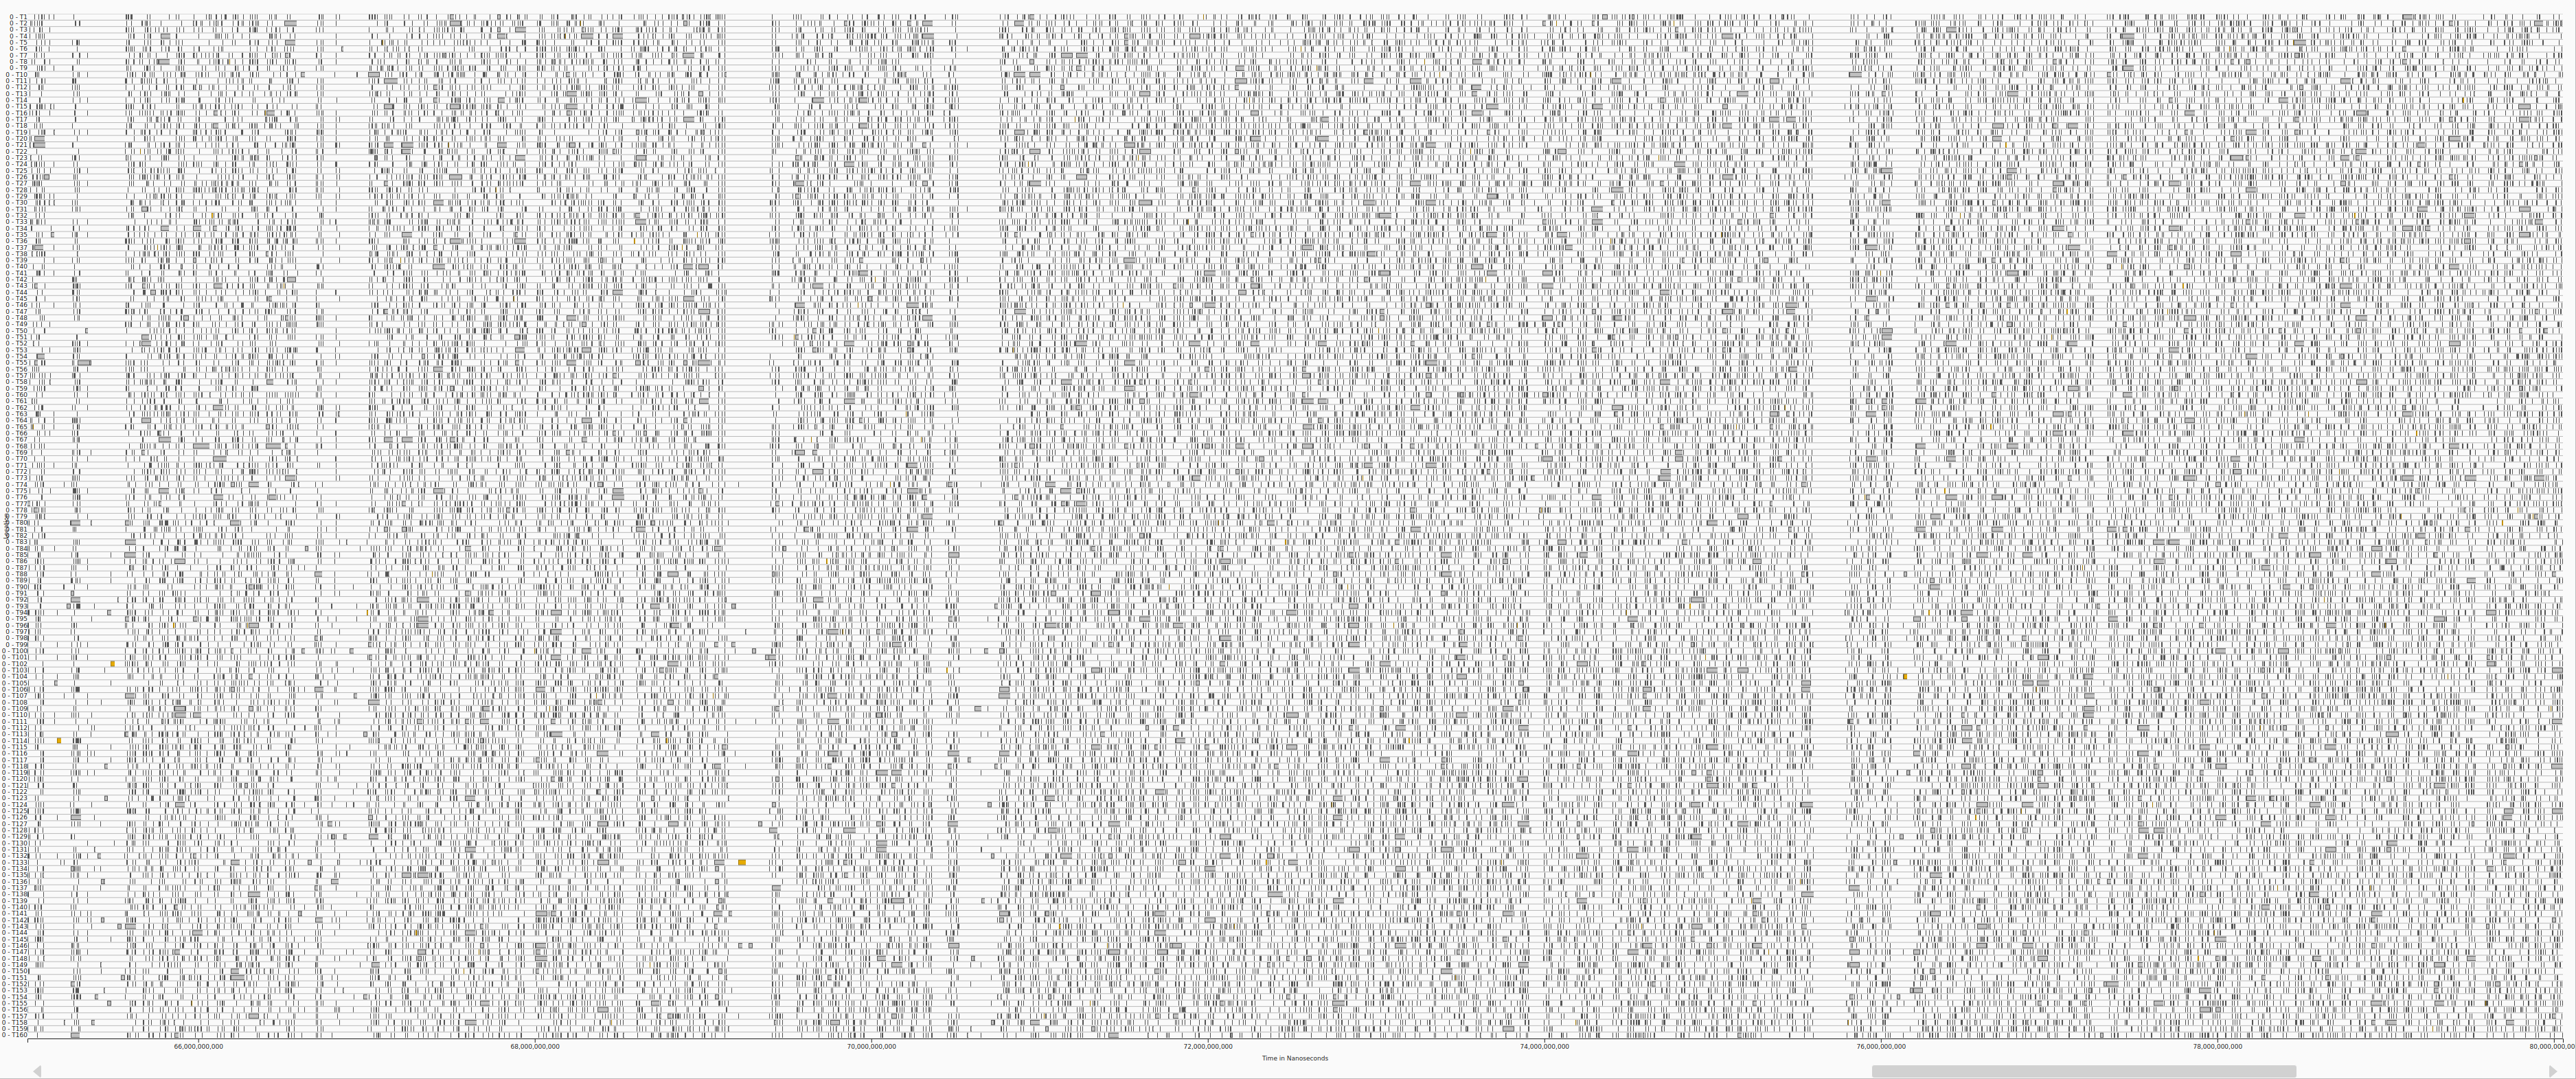 0 - T1
0 - T2
0 - T3
0 - T4
0 - T5
0 - T6
0 - T7
0 - T8
0 - T9
0 - T10
0 - T11
0 - T12
0 - T13
0 - T14
0 - T15
0 - T16
0 - T17
0 - T18
0 - T19
0 - T20
0 - T21
0 - T22
0 - T23
0 - T24
0 - T25
0 - T26
0 - T27
0 - T28
0 - T29
0 - T30
0 - T31
0 - T32
0 - T33
0 - T34
0 - T35
0 - T36
0 - T37
0 - T38
0 - T39
0 - T40
0 - T41
0 - T42
0 - T43
0 - T44
0 - T45
0 - T46
0 - T47
0 - T48
0 - T49
0 - T50
0 - T51
0 - T52
0 - T53
0 - T54
0 - T55
0 - T56
0 - T57
0 - T58
0 - T59
0 - T60
0 - T61
0 - T62
0 - T63
0 - T64
0 - T65
0 - T66
0 - T67
0 - T68
0 - T69
0 - T70
0 - T71
0 - T72
0 - T73
0 - T74
0 - T75
0 - T76
0 - T77
0 - T78
0 - T79
0 - T80
0 - T81
0 - T82
0 - T83
0 - T84
0 - T85
0 - T86
0 - T87
0 - T88
0 - T89
0 - T90
0 - T91
0 - T92
0 - T93
0 - T94
0 - T95
0 - T96
0 - T97
0 - T98
0 - T99
0 - T100
0 - T101
0 - T102
0 - T103
0 - T104
0 - T105
0 - T106
0 - T107
0 - T108
0 - T109
0 - T110
0 - T111
0 - T112
0 - T113
0 - T114
0 - T115
0 - T116
0 - T117
0 - T118
0 - T119
0 - T120
0 - T121
0 - T122
0 - T123
0 - T124
0 - T125
0 - T126
0 - T127
0 - T128
0 - T129
0 - T130
0 - T131
0 - T132
0 - T133
0 - T134
0 - T135
0 - T136
0 - T137
0 - T138
0 - T139
0 - T140
0 - T141
0 - T142
0 - T143
0 - T144
0 - T145
0 - T146
0 - T147
0 - T148
0 - T149
0 - T150
0 - T151
0 - T152
0 - T153
0 - T154
0 - T155
0 - T156
0 - T157
0 - T158
0 - T159
0 - T160
66,000,000,000 68,000,000,000 70,000,000,000 72,000,000,000 74,000,000,000 76,000,000,000 78,000,000,000 80,000,000,00
Time in Nanoseconds